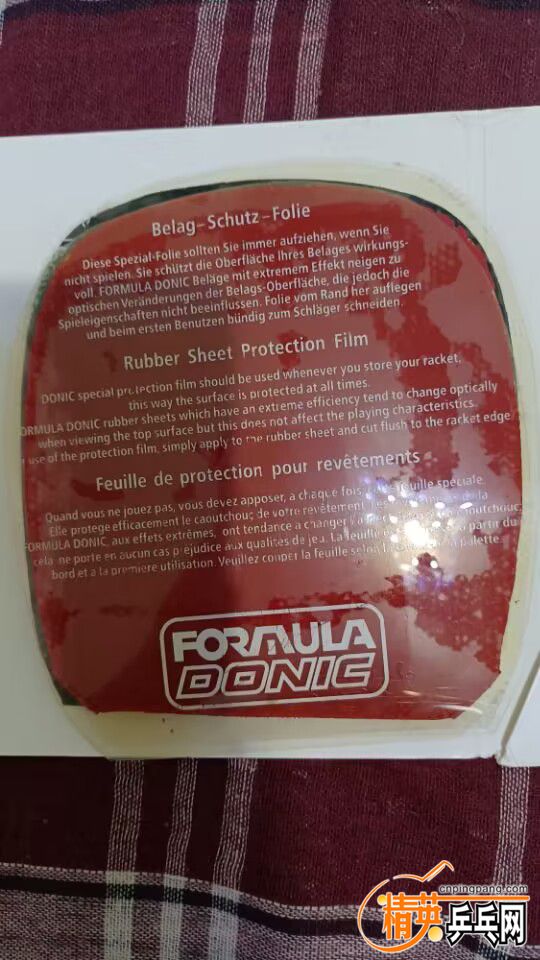 Belag-Schutz-Folie
Diese Spezial-Folie sollten Sie immer aufziehen, wenn Sie
nicht spielen. Sie schützt die Oberfläche Ihres Belages wirkungs-
voll. FORMULA DONIC Beläge mit extremem Effekt neigen zu
optischen Veränderungen der Belags-Oberfläche, die jedoch die
Spieleigenschaften nicht beeinflussen. Folie vom Rand her auflegen
und beim ersten Benutzen bündig zum Schläger schneiden.
Rubber Sheet Protection Film
DONIC special protection film should be used whenever you store your racket,
this way the surface is protected at all times.
ORMULA DONIC rubber sheets which have an extreme efficiency tend to change optically
when viewing the top surface but this does not affect the playing characteristics.
use of the protection film, simply apply to the rubber sheet and cut flush to the racket edge
Feuille de protection pour revêtements
Quand vous ne jouez pas, vous devez apposer, à chaque fois, feuille spéciale.
Elle protege efficacement le caoutchouc de votre revêtement. la
FORMULA DONIC, aux effets extrêmes, ont tendance a changer caoutchouc,
cela ne porte en aucun cas préjudice aux qualités de jeu. La feuille à partir du
bord et a la premiere utilisation. Veuillez couper la feuille selon palette.
FORMULA
DONIC
cnpingpang.com
精英乒乓网